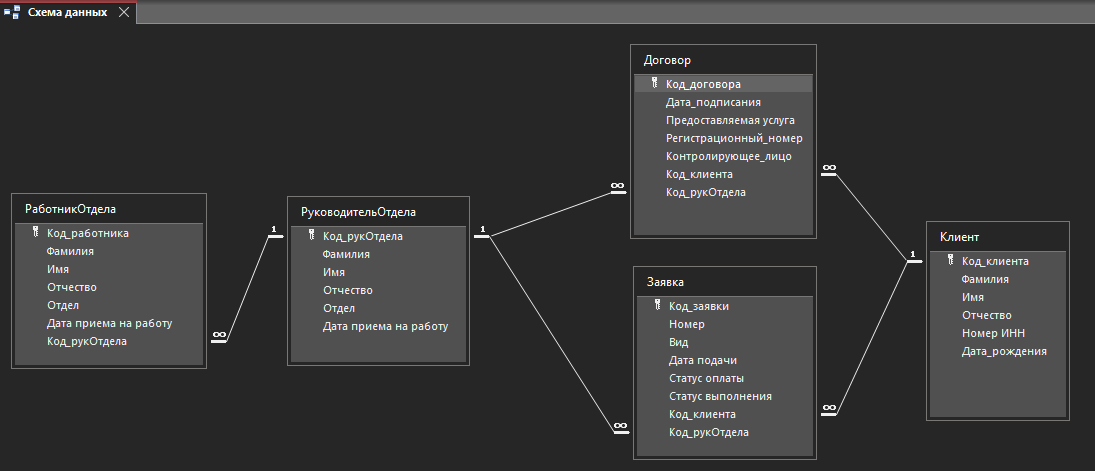 Схема данных
РаботникОтдела
Код_работника
Фамилия
Имя
Отчество
Отдел
Дата приема на работу
Код_рукОтдела
∞
1
РуководительОтдела
Код_рукОтдела
Фамилия
Имя
Отчество
Отдел
Дата приема на работу
1
∞
∞
Договор
Код_договора
Дата_подписания
Предоставляемая услуга
Регистрационный_номер
Контролирующее_лицо
Код_клиента
Код_рукОтдела
∞
Заявка
Код_заявки
Номер
Вид
Дата подачи
Статус оплаты
Статус выполнения
Код_клиента
Код_рукОтдела
∞
1
Клиент
Код_клиента
Фамилия
Имя
Отчество
Номер ИНН
Дата_рождения